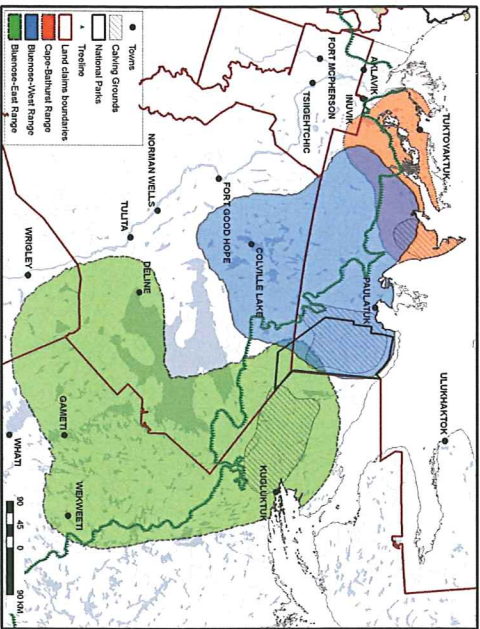 TUKTOYAKTUK
AKLAVIK
INUVIK
FORT MCPHERSON
TSIIGEHTCHIC
ULUKHAKTOK
PAULATUK
COLVILLE LAKE
FORT GOOD HOPE
NORMAN WELLS
TULITA
DELINE
WRIGLEY
KUGLUKTUK
GAMETI
WEKWEETI
WHATI
Towns
Calving Grounds
National Parks
Treeline
Land claims boundaries
Cape-Bathurst Range
Bluenose-West Range
Bluenose-East Range
90 45 0 90 KM